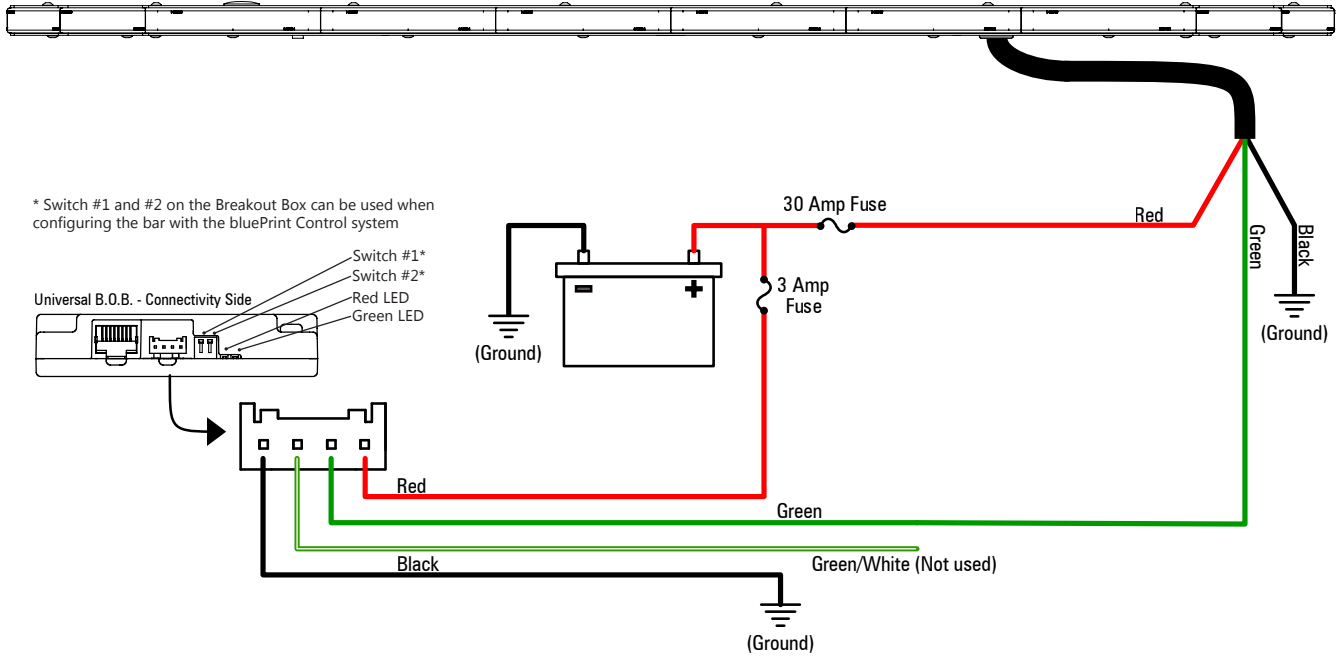 * Switch #1 and #2 on the Breakout Box can be used when
configuring the bar with the bluePrint Control system
Switch #1*
Switch #2*
Red LED
Green LED
Universal B.O.B. - Connectivity Side
30 Amp Fuse
3 Amp
Fuse
Red
Green
Black
(Ground)
(Ground)
Red
Green
Green/White (Not used)
Black
(Ground)